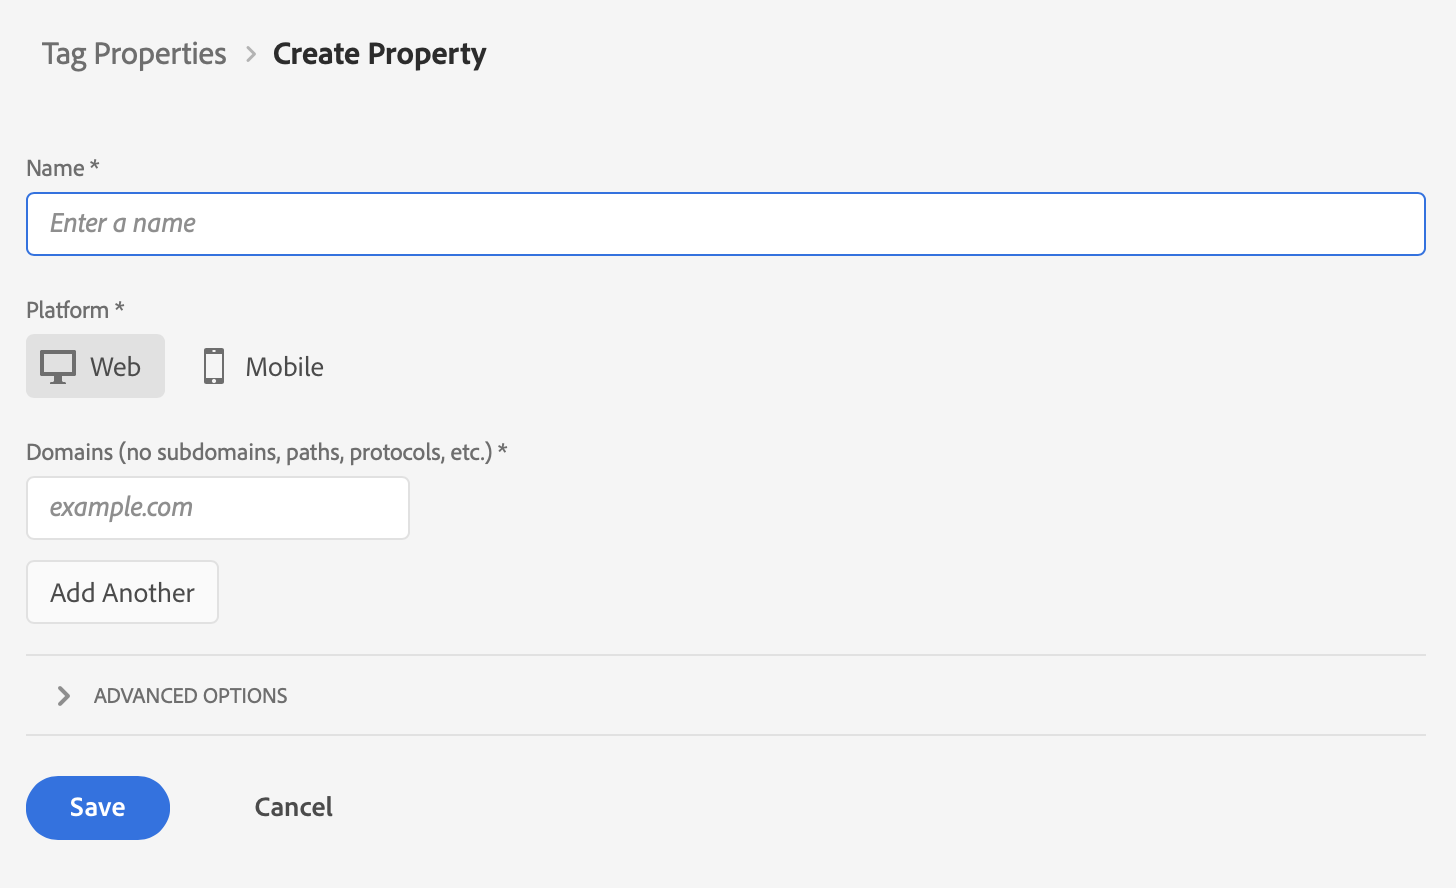 Tag Properties > Create Property
Name *
Enter a name
Platform *
Web Mobile
Domains (no subdomains, paths, protocols, etc.) *
example.com
Add Another
ADVANCED OPTIONS
Save Cancel